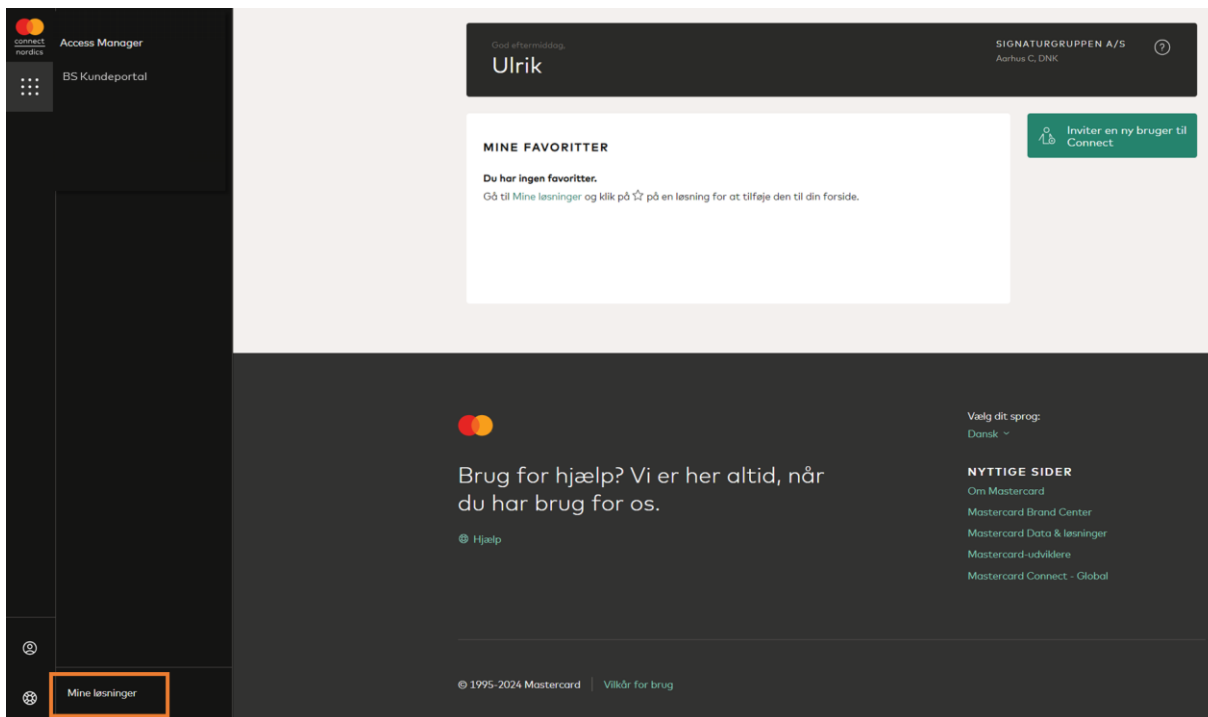 connect
nordics
Access Manager
BS Kundeportal
God eftermiddag,
Ulrik
SIGNATURGRUPPEN A/S
Aarhus C, DNK
?
MINE FAVORITTER
Du har ingen favoritter.
Gå til Mine løsninger og klik på ☆ på en løsning for at tilføje den til din forside.
Inviter en ny bruger til
Connect
Brug for hjælp? Vi er her altid, når
du har brug for os.
Hjælp
Vælg dit sprog:
Dansk
NYTTIGE SIDER
Om Mastercard
Mastercard Brand Center
Mastercard Data & løsninger
Mastercard-udviklere
Mastercard Connect - Global
Mine løsninger
© 1995-2024 Mastercard
Vilkår for brug